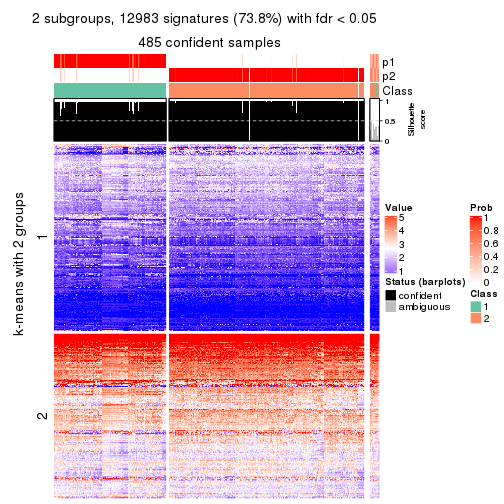 2 subgroups, 12983 signatures (73.8%) with fdr < 0.05
485 confident samples
p1
p2
Class
1
0.5
0
Silhouette
score
k-means with 2 groups
1
2
Value
5
4
3
2
1
Status (barplots)
confident
ambiguous
Prob
1
0.8
0.6
0.4
0.2
0
Class
1
2